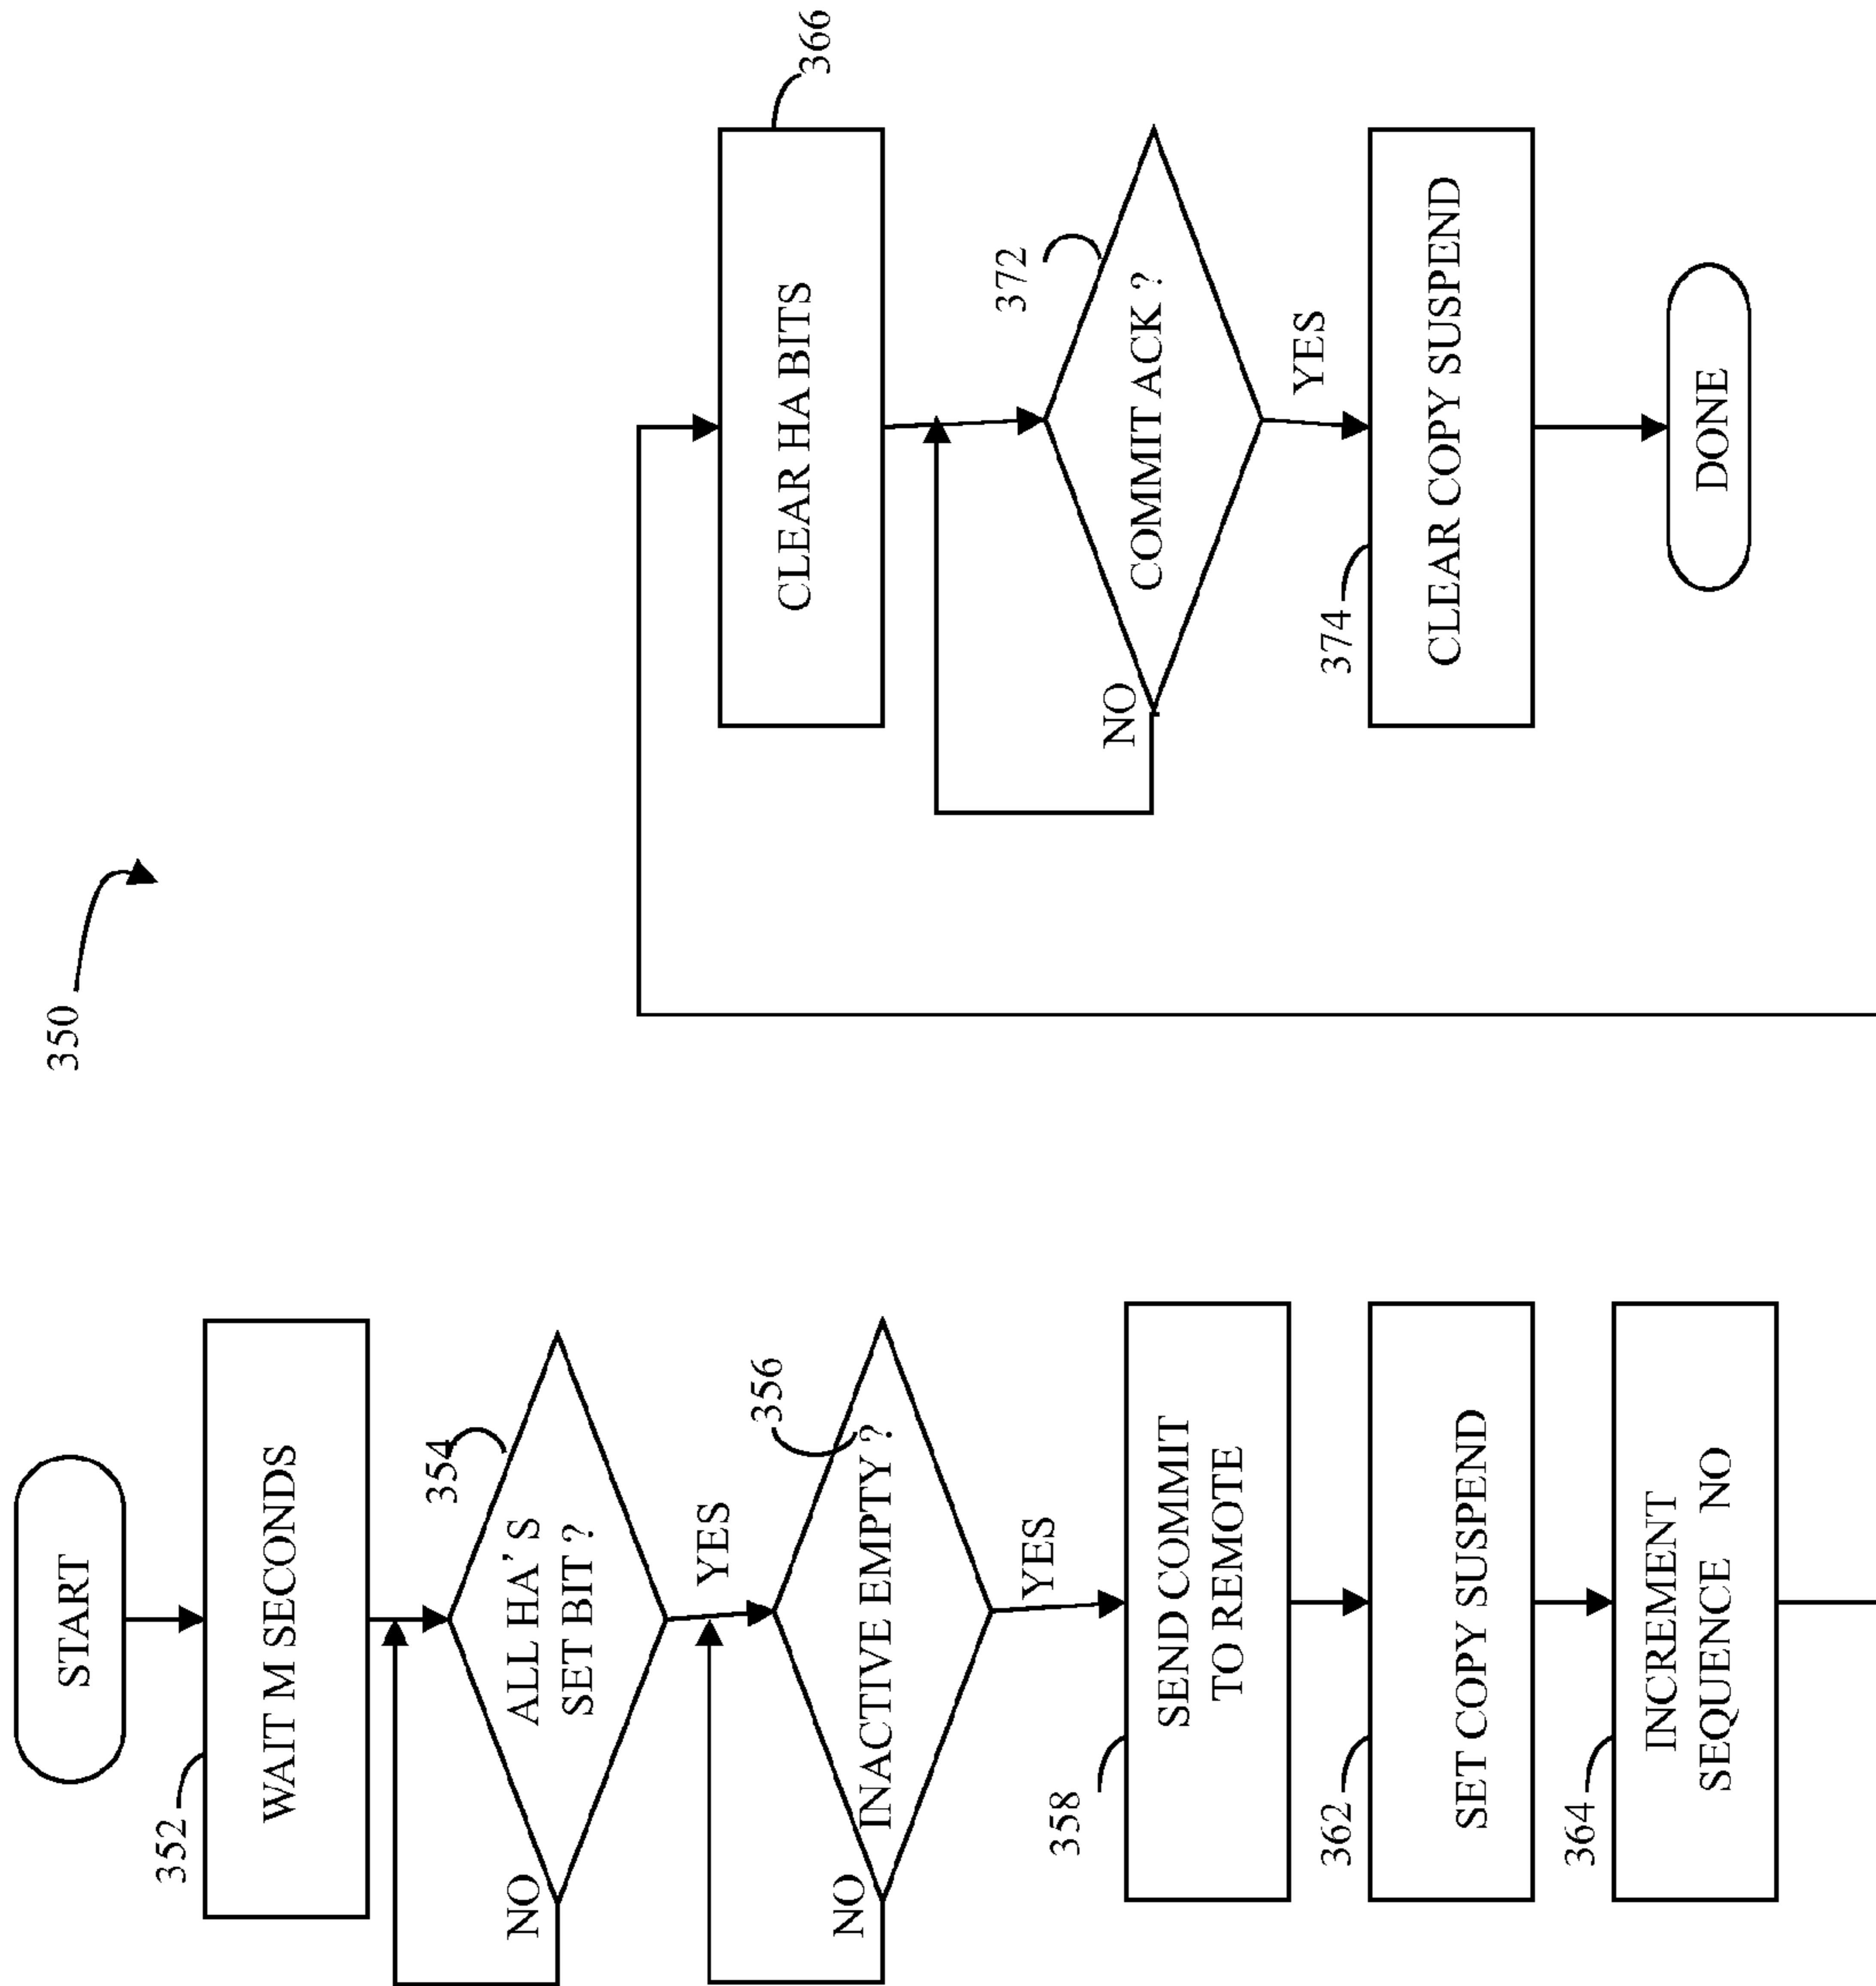 350
START
352
WAIT M SECONDS
354
ALL HA'S
SET BIT ?
NO
YES
356
INACTIVE EMPTY ?
NO
YES
358
SEND COMMIT
TO REMOTE
362
SET COPY SUSPEND
364
INCREMENT
SEQUENCE NO
366
CLEAR HA BITS
372
COMMIT ACK ?
NO
YES
374
CLEAR COPY SUSPEND
DONE